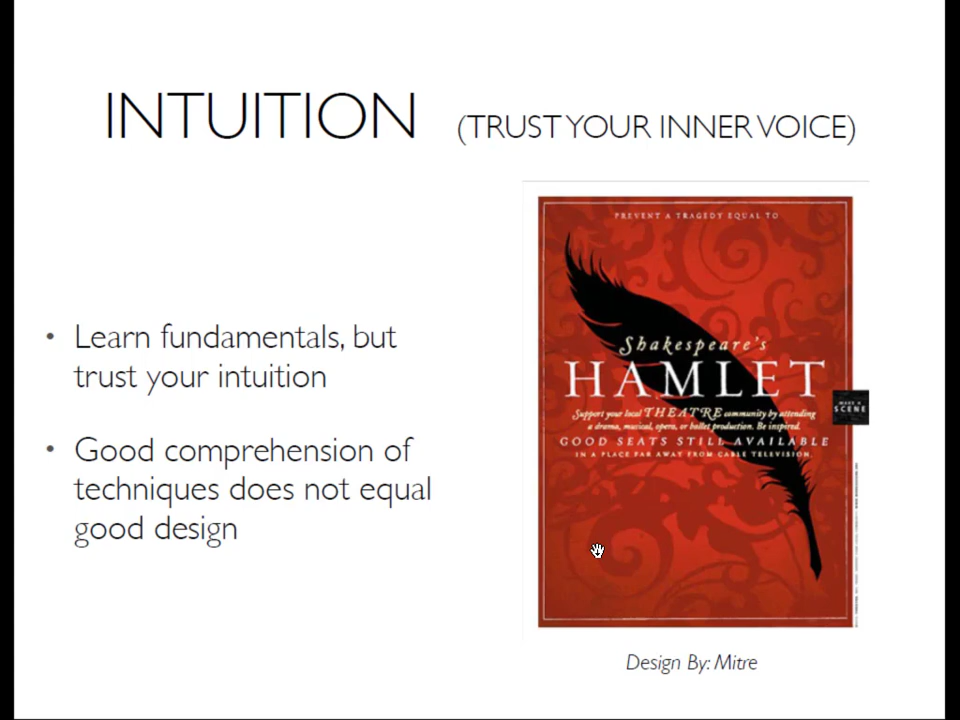 INTUITION (TRUST YOUR INNER VOICE)
• Learn fundamentals, but
trust your intuition
• Good comprehension of
techniques does not equal
good design
PREVENT A TRAGEDY EQUAL TO
Shakespeare's
HAMLET
Support your local THEATRE community by attending
a drama, musical, opera, or ballet production. Be inspired.
GOOD SEATS STILL AVAILABLE
IN A PLACE FAR AWAY FROM CABLE TELEVISION.
MAKE A
SCENE
Design By: Mitre